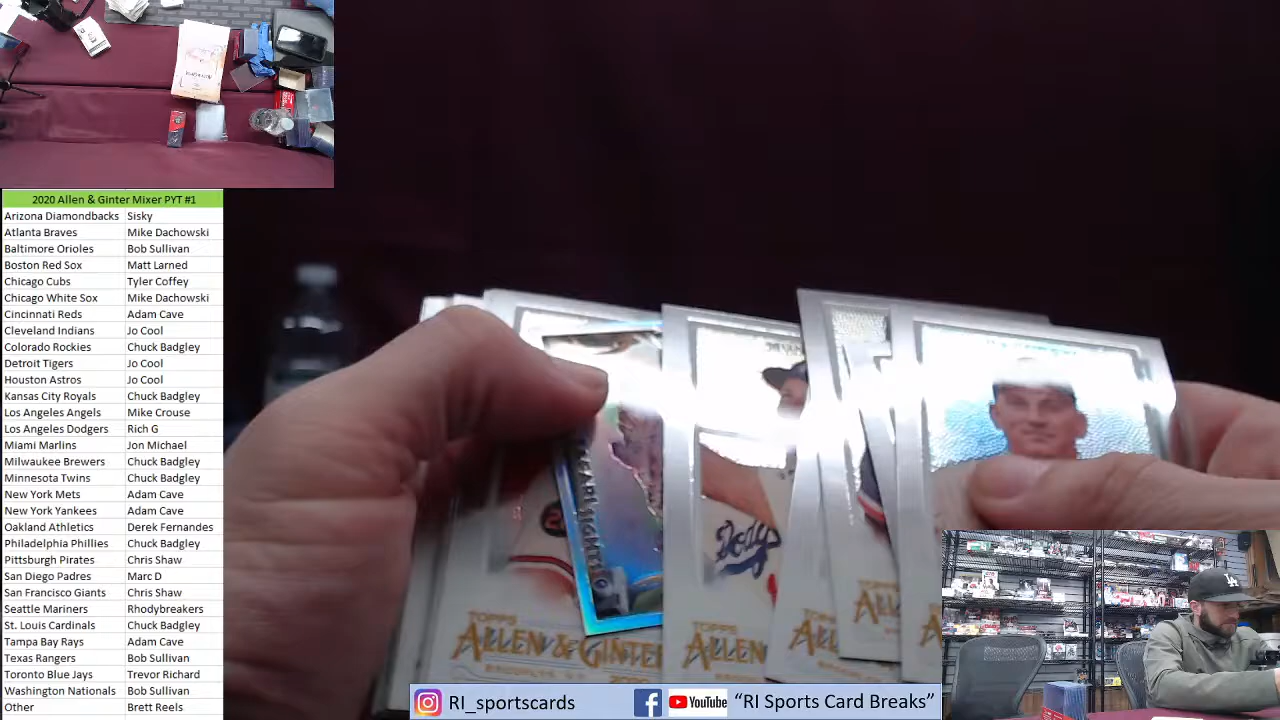 2020 Allen & Ginter Mixer PYT #1
Arizona Diamondbacks Sisky
Atlanta Braves Mike Dachowski
Baltimore Orioles Bob Sullivan
Boston Red Sox Matt Larned
Chicago Cubs Tyler Coffey
Chicago White Sox Mike Dachowski
Cincinnati Reds Adam Cave
Cleveland Indians Jo Cool
Colorado Rockies Chuck Badgley
Detroit Tigers Jo Cool
Houston Astros Jo Cool
Kansas City Royals Chuck Badgley
Los Angeles Angels Mike Crouse
Los Angeles Dodgers Rich G
Miami Marlins Jon Michael
Milwaukee Brewers Chuck Badgley
Minnesota Twins Chuck Badgley
New York Mets Adam Cave
New York Yankees Adam Cave
Oakland Athletics Derek Fernandes
Philadelphia Phillies Chuck Badgley
Pittsburgh Pirates Chris Shaw
San Diego Padres Marc D
San Francisco Giants Chris Shaw
Seattle Mariners Rhodybreakers
St. Louis Cardinals Chuck Badgley
Tampa Bay Rays Adam Cave
Texas Rangers Bob Sullivan
Toronto Blue Jays Trevor Richard
Washington Nationals Bob Sullivan
Other Brett Reels
TOPPS
ALLEN & GINTER
TOPPS
ALLEN
LA
RI_sportscards
YouTube
"RI Sports Card Breaks"